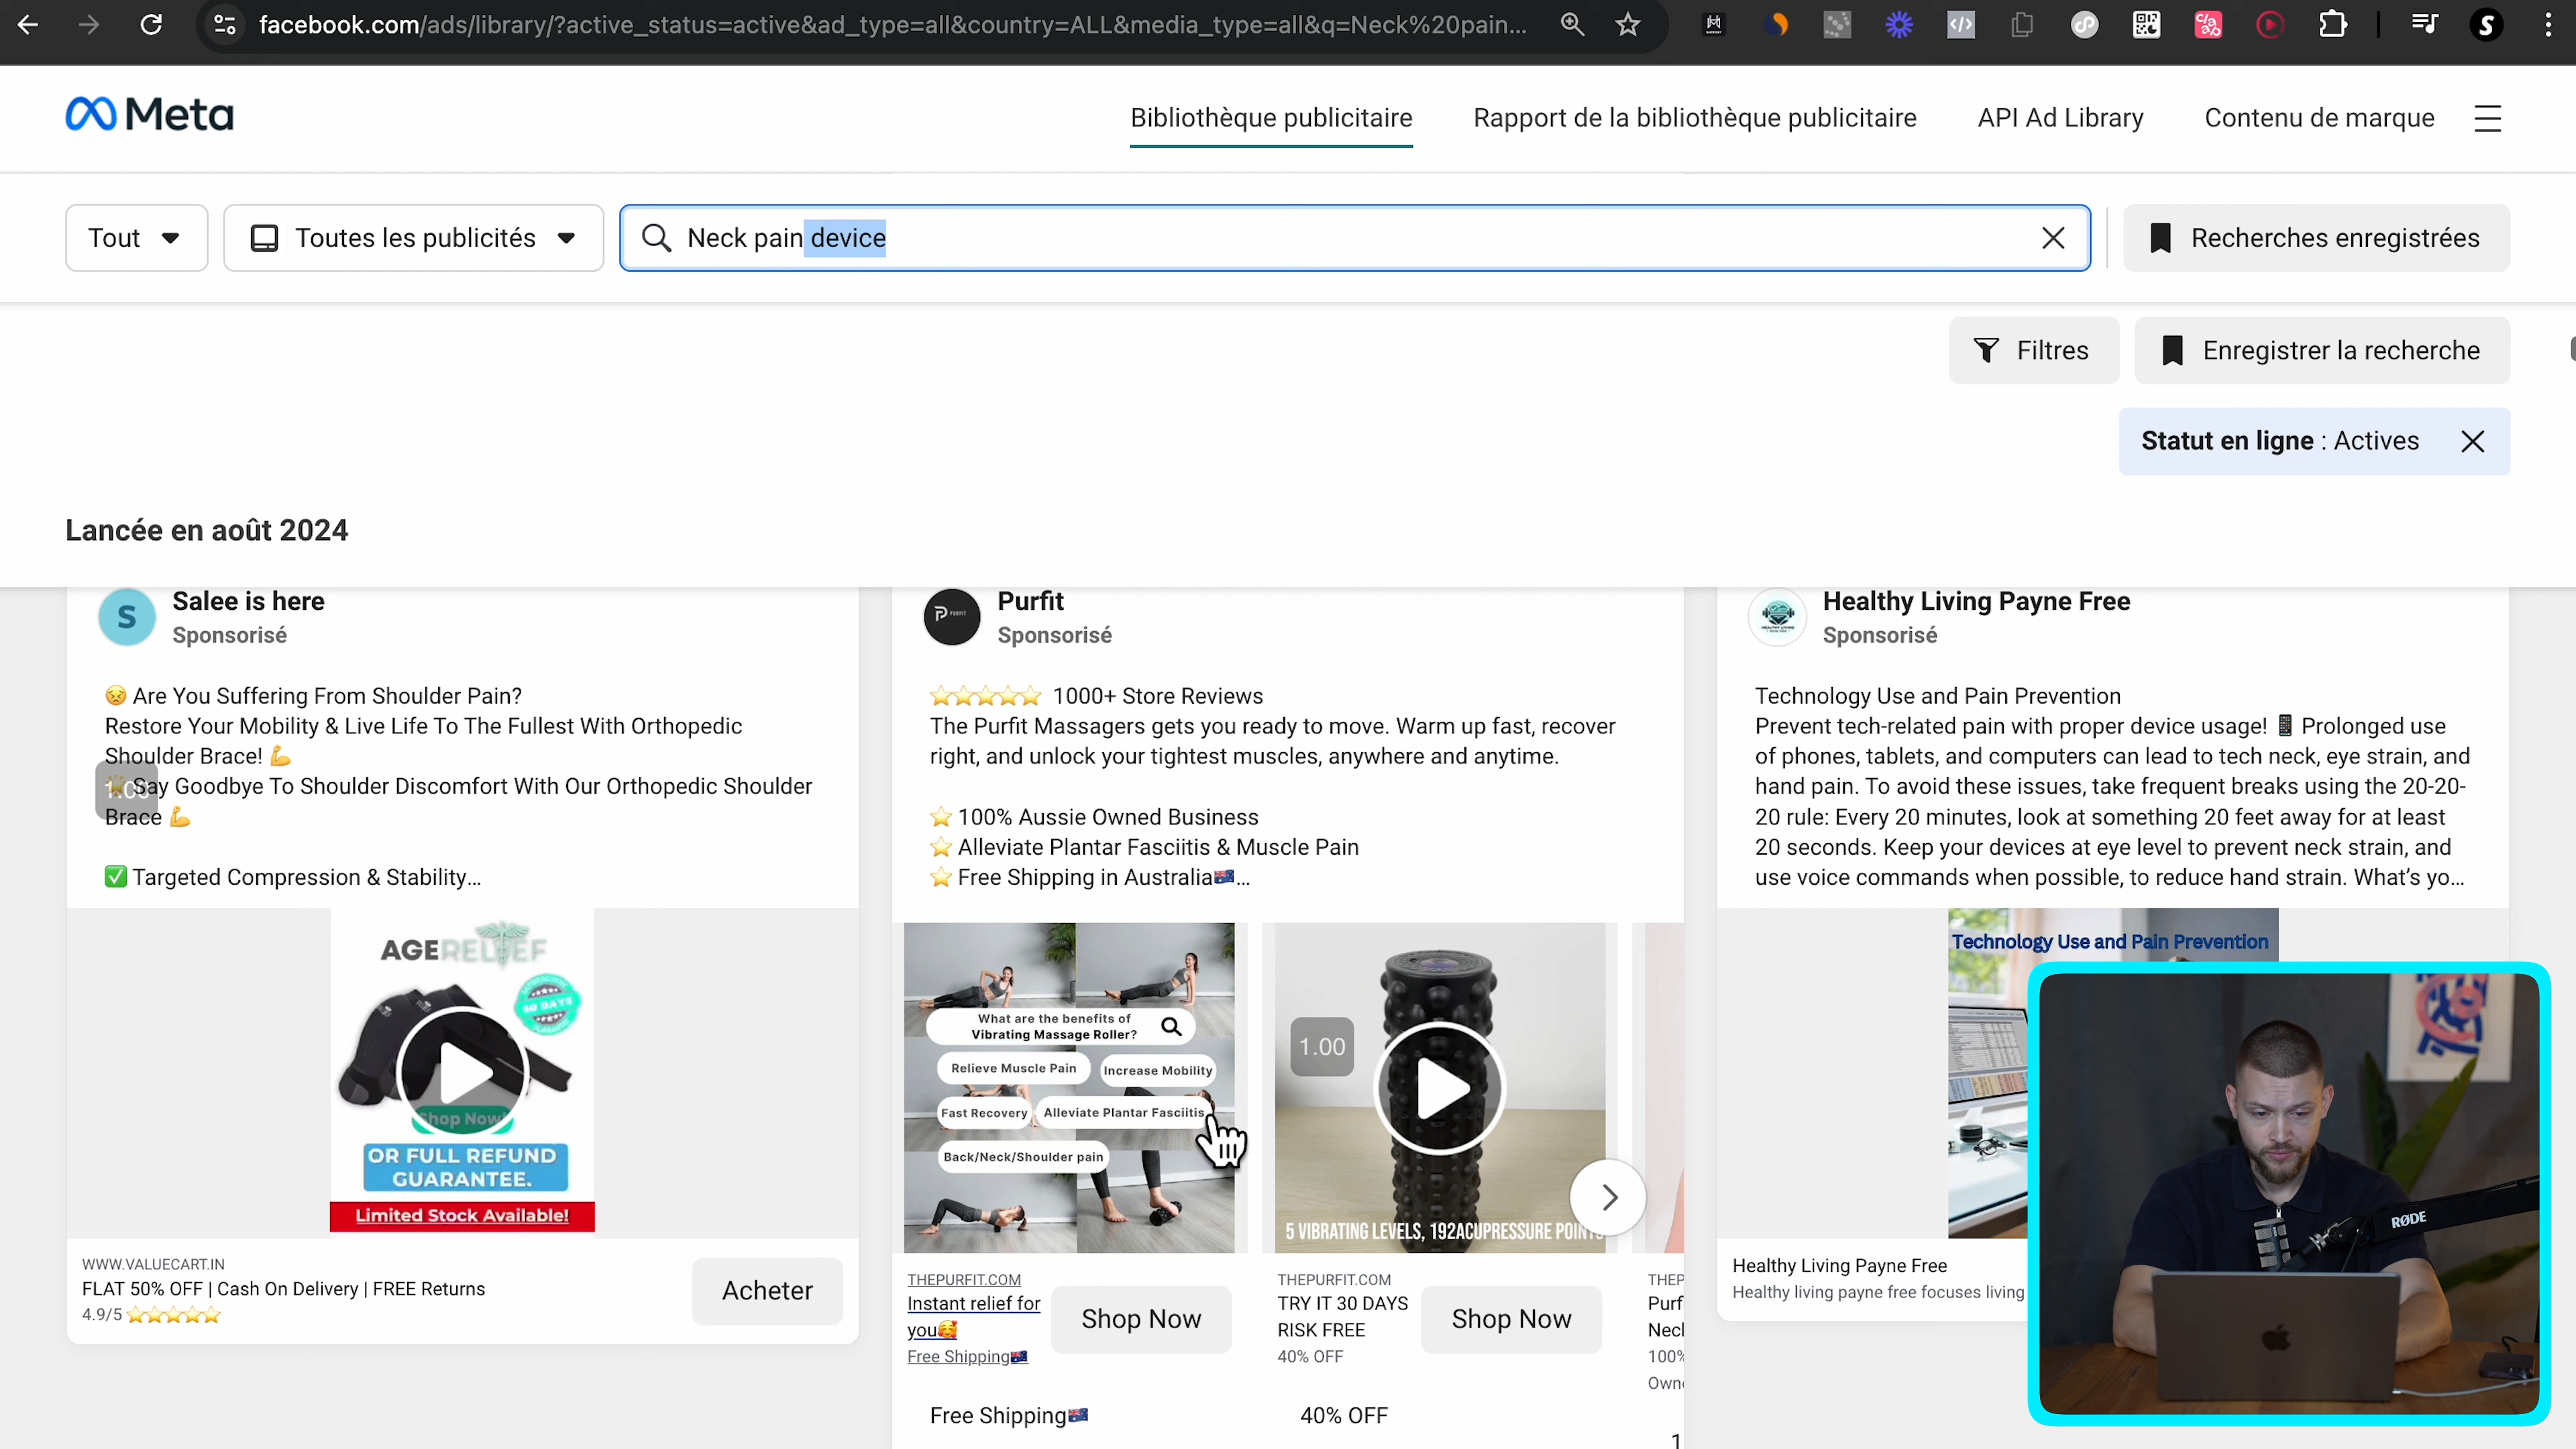 facebook.com/ads/library/?active_status=active&ad_type=all&country=ALL&media_type=all&q=Neck%20pain...
Meta
Bibliothèque publicitaire
Rapport de la bibliothèque publicitaire
API Ad Library
Contenu de marque
Tout
Toutes les publicités
Neck pain device
Recherches enregistrées
Filtres
Enregistrer la recherche
Statut en ligne : Actives
Lancée en août 2024
S
Salee is here
Sponsorisé
😣 Are You Suffering From Shoulder Pain?
Restore Your Mobility & Live Life To The Fullest With Orthopedic
Shoulder Brace! 💪
Say Goodbye To Shoulder Discomfort With Our Orthopedic Shoulder
Brace 💪
1.00
✅ Targeted Compression & Stability...
AGERELIEF
30 DAYS
Shop Now!
OR FULL REFUND
GUARANTEE.
Limited Stock Available!
WWW.VALUECART.IN
FLAT 50% OFF | Cash On Delivery | FREE Returns
4.9/5 ⭐⭐⭐⭐⭐
Acheter
Purfit
Sponsorisé
⭐⭐⭐⭐⭐ 1000+ Store Reviews
The Purfit Massagers gets you ready to move. Warm up fast, recover
right, and unlock your tightest muscles, anywhere and anytime.
⭐ 100% Aussie Owned Business
⭐ Alleviate Plantar Fasciitis & Muscle Pain
⭐ Free Shipping in Australia🇦🇺...
What are the benefits of
Vibrating Massage Roller?
Relieve Muscle Pain
Increase Mobility
Fast Recovery
Alleviate Plantar Fasciitis
Back/Neck/Shoulder pain
1.00
5 VIBRATING LEVELS, 192ACUPRESSURE POINTS
THEPURFIT.COM
Instant relief for
you🥰
Free Shipping🇦🇺
Shop Now
THEPURFIT.COM
TRY IT 30 DAYS
RISK FREE
40% OFF
Shop Now
THEP
Purf
Necl
100%
Owne
Free Shipping🇦🇺
40% OFF
1
Healthy Living Payne Free
Sponsorisé
Technology Use and Pain Prevention
Prevent tech-related pain with proper device usage! 📱 Prolonged use
of phones, tablets, and computers can lead to tech neck, eye strain, and
hand pain. To avoid these issues, take frequent breaks using the 20-20-
20 rule: Every 20 minutes, look at something 20 feet away for at least
20 seconds. Keep your devices at eye level to prevent neck strain, and
use voice commands when possible, to reduce hand strain. What's yo...
Technology Use and Pain Prevention
Healthy Living Payne Free
Healthy living payne free focuses living
RØDE